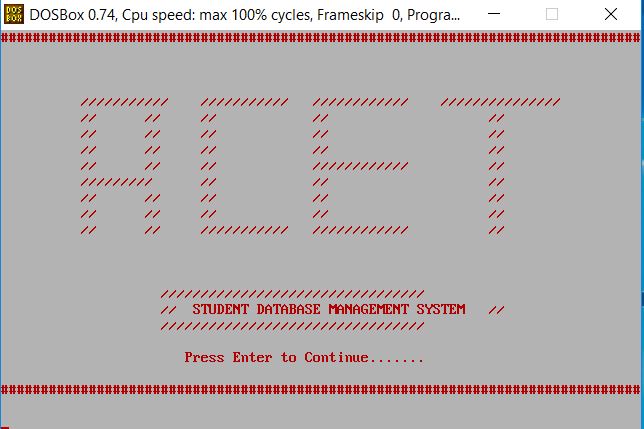 DOSBox 0.74, Cpu speed: max 100% cycles, Frameskip 0, Progra...
ACET
STUDENT DATABASE MANAGEMENT SYSTEM
Press Enter to Continue.......